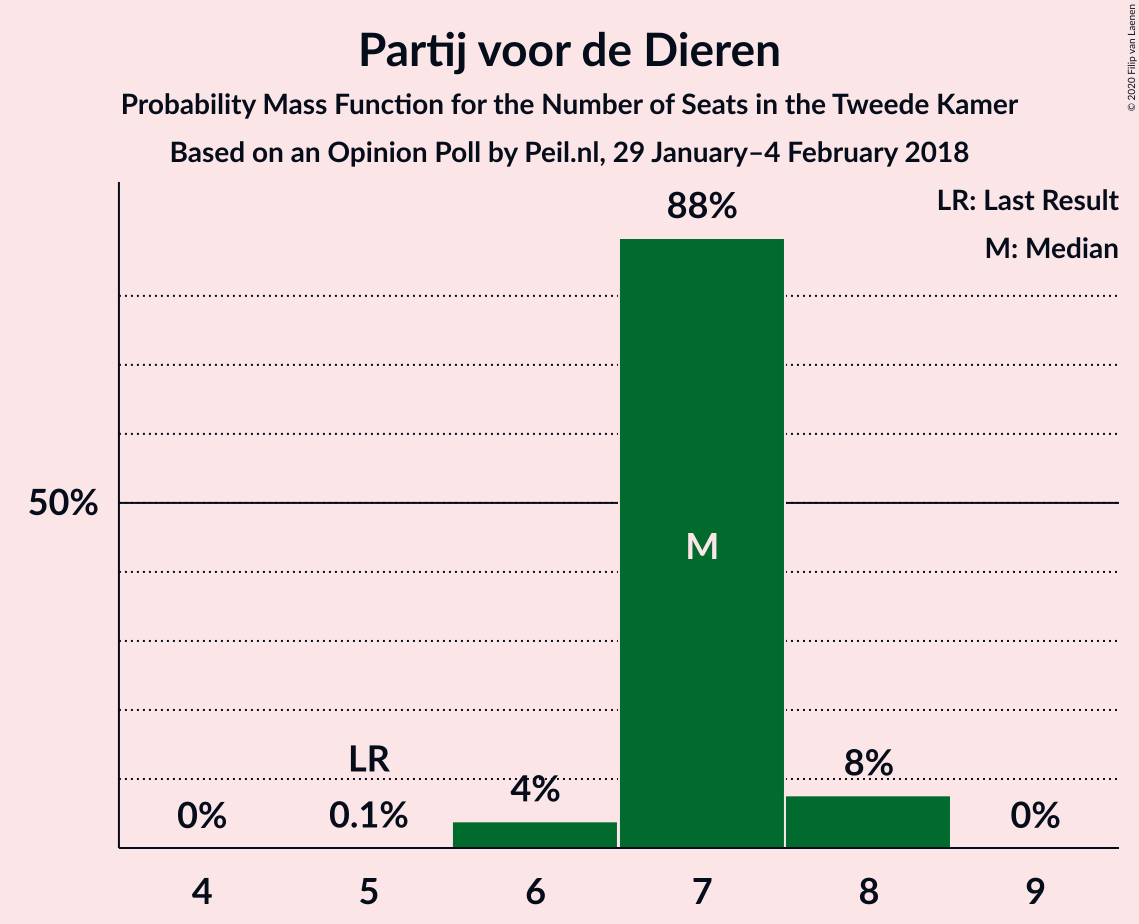 Partij voor de Dieren
Probability Mass Function for the Number of Seats in the Tweede Kamer
Based on an Opinion Poll by Peil.nl, 29 January–4 February 2018
© 2020 Filip van Laenen
LR: Last Result
M: Median
88%
50%
M
LR
0%
0.1%
4%
8%
0%
4
5
6
7
8
9